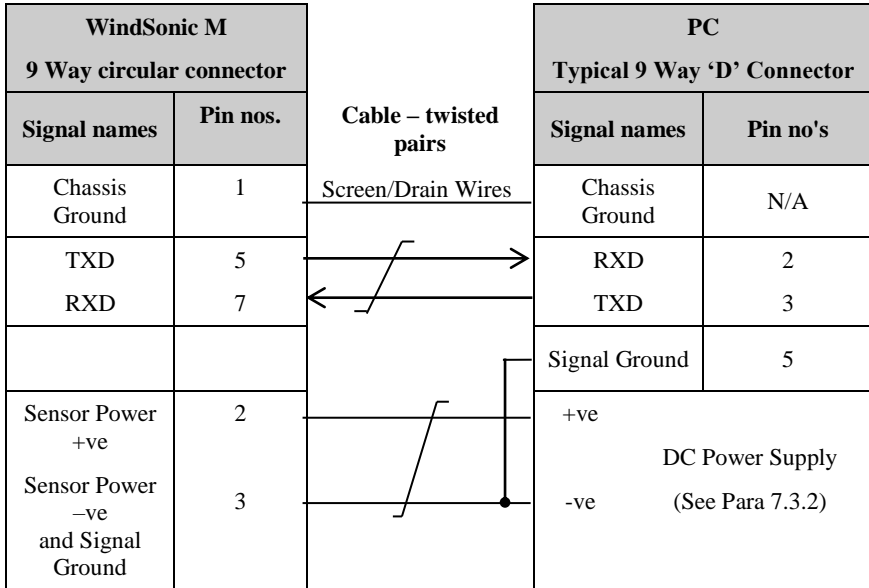 WindSonic M
9 Way circular connector
PC
Typical 9 Way ‘D’ Connector
Signal names
Pin nos.
Cable – twisted
pairs
Signal names
Pin no's
Chassis
Ground
1
Screen/Drain Wires
Chassis
Ground
N/A
TXD
5
RXD
2
RXD
7
TXD
3
Signal Ground
5
Sensor Power
+ve
2
+ve
DC Power Supply
Sensor Power
–ve
and Signal
Ground
3
-ve
(See Para 7.3.2)